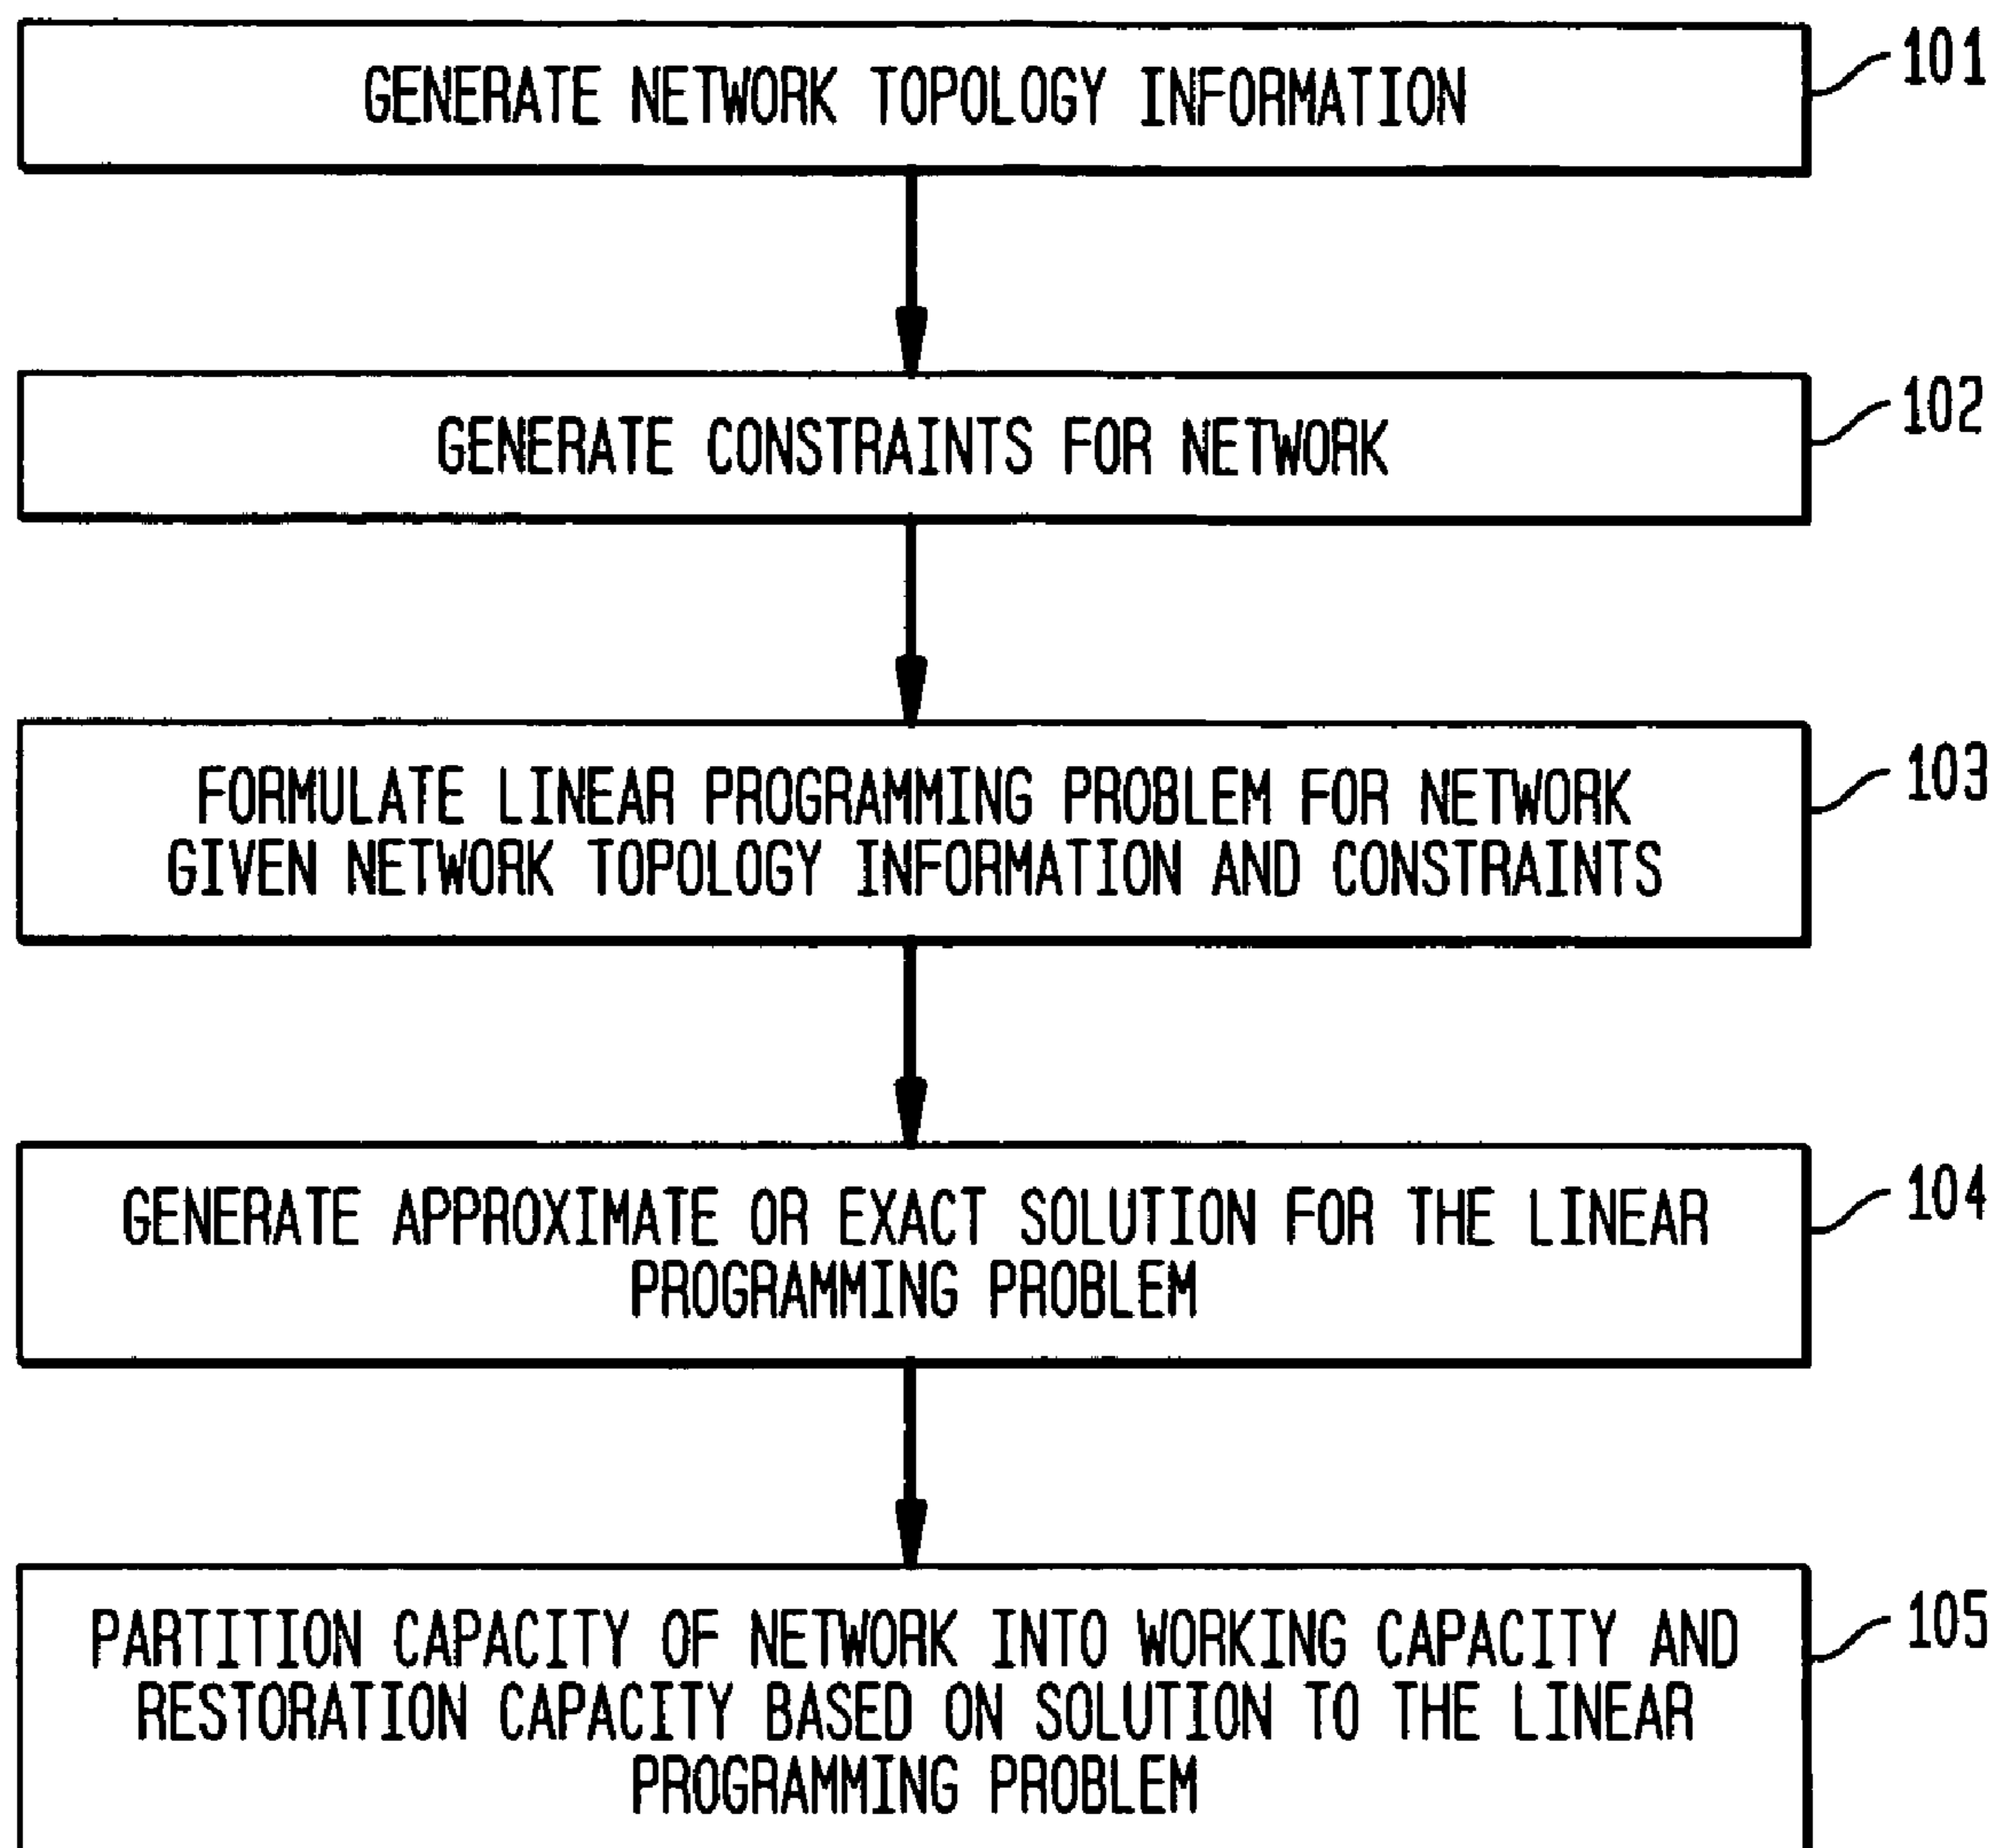 GENERATE NETWORK TOPOLOGY INFORMATION
101
GENERATE CONSTRAINTS FOR NETWORK
102
FORMULATE LINEAR PROGRAMMING PROBLEM FOR NETWORK
GIVEN NETWORK TOPOLOGY INFORMATION AND CONSTRAINTS
103
GENERATE APPROXIMATE OR EXACT SOLUTION FOR THE LINEAR
PROGRAMMING PROBLEM
104
PARTITION CAPACITY OF NETWORK INTO WORKING CAPACITY AND
RESTORATION CAPACITY BASED ON SOLUTION TO THE LINEAR
PROGRAMMING PROBLEM
105